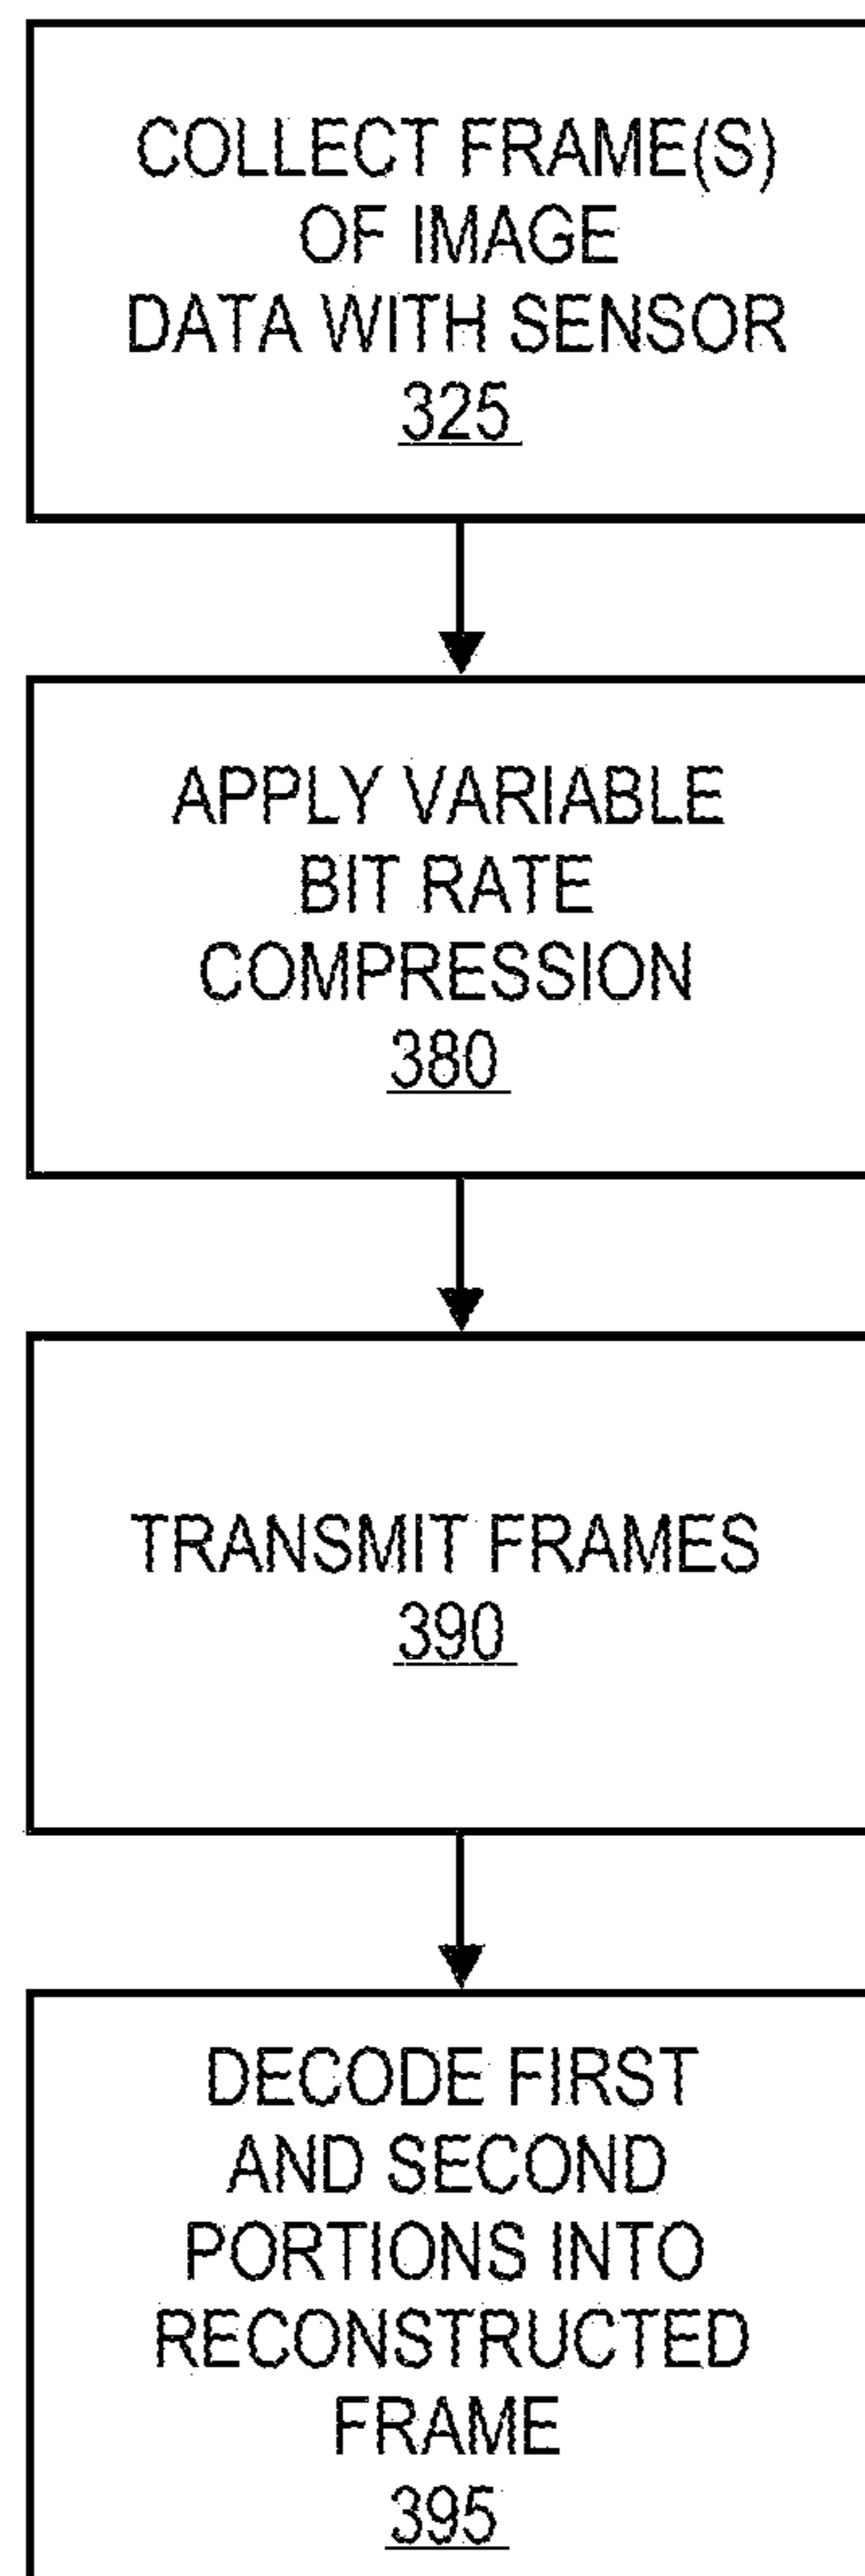 COLLECT FRAME(S)
OF IMAGE
DATA WITH SENSOR
325
APPLY VARIABLE
BIT RATE
COMPRESSION
380
TRANSMIT FRAMES
390
DECODE FIRST
AND SECOND
PORTIONS INTO
RECONSTRUCTED
FRAME
395